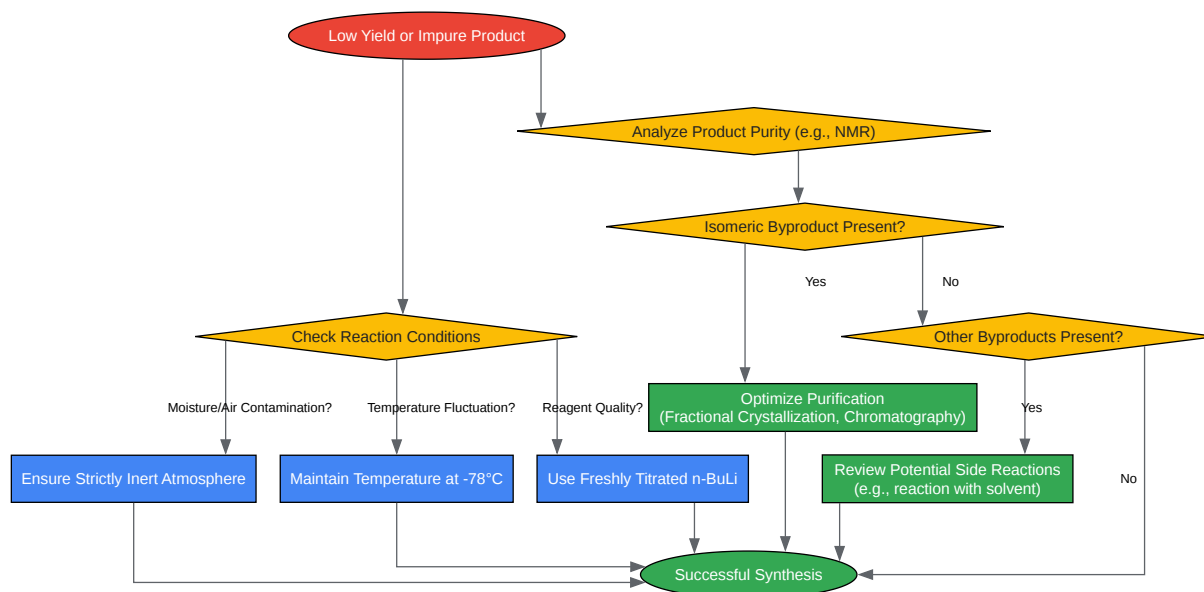 Low Yield or Impure Product
Analyze Product Purity (e.g., NMR)
Isomeric Byproduct Present?
Yes
No
Check Reaction Conditions
Other Byproducts Present?
Moisture/Air Contamination?
Temperature Fluctuation?
Reagent Quality?
Optimize Purification
(Fractional Crystallization, Chromatography)
Yes
Ensure Strictly Inert Atmosphere
Maintain Temperature at -78°C
Use Freshly Titrated n-BuLi
Review Potential Side Reactions
(e.g., reaction with solvent)
No
Successful Synthesis